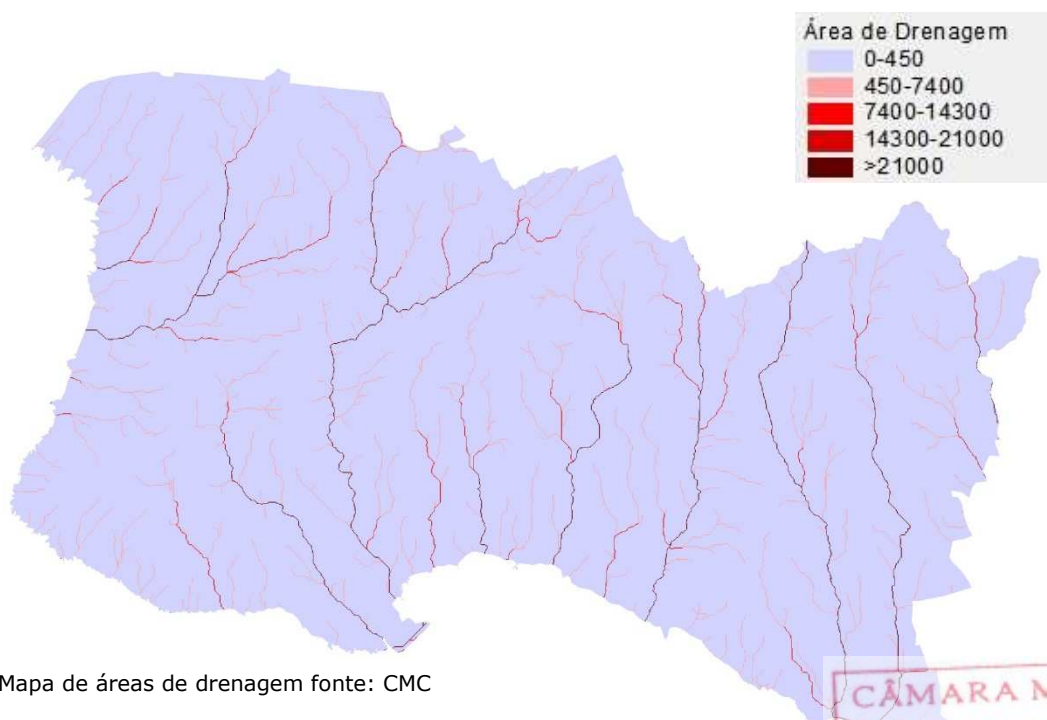 Área de Drenagem
0-450
450-7400
7400-14300
14300-21000
>21000
Mapa de áreas de drenagem fonte: CMC
CÂMARA M